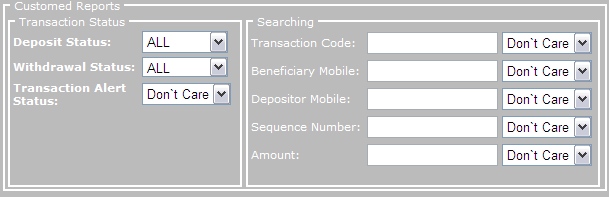 Customed Reports
Transaction Status
Deposit Status: ALL
Withdrawal Status: ALL
Transaction Alert Status: Don`t Care
Searching
Transaction Code: Don`t Care
Beneficiary Mobile: Don`t Care
Depositor Mobile: Don`t Care
Sequence Number: Don`t Care
Amount: Don`t Care